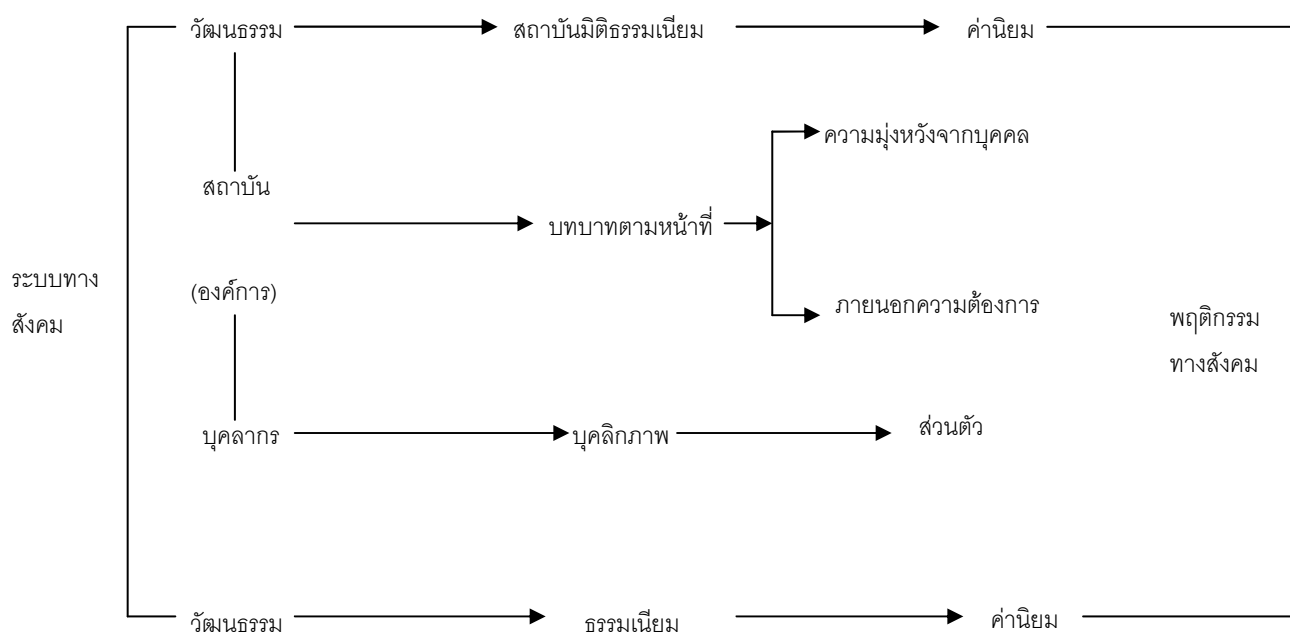 วัฒนธรรม สถาบันมิติธรรมเนียม ค่านิยม
ความมุ่งหวังจากบุคคล
สถาบัน
บทบาทตามหน้าที่
ระบบทาง
สังคม
(องค์การ)
ภายนอกความต้องการ
พฤติกรรม
ทางสังคม
บุคลากร บุคลิกภาพ ส่วนตัว
วัฒนธรรม ธรรมเนียม ค่านิยม